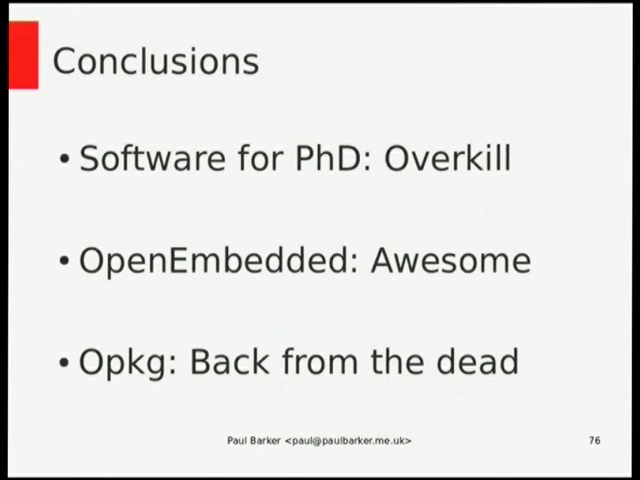 Conclusions
• Software for PhD: Overkill
• OpenEmbedded: Awesome
• Opkg: Back from the dead
Paul Barker <paul@paulbarker.me.uk>
76